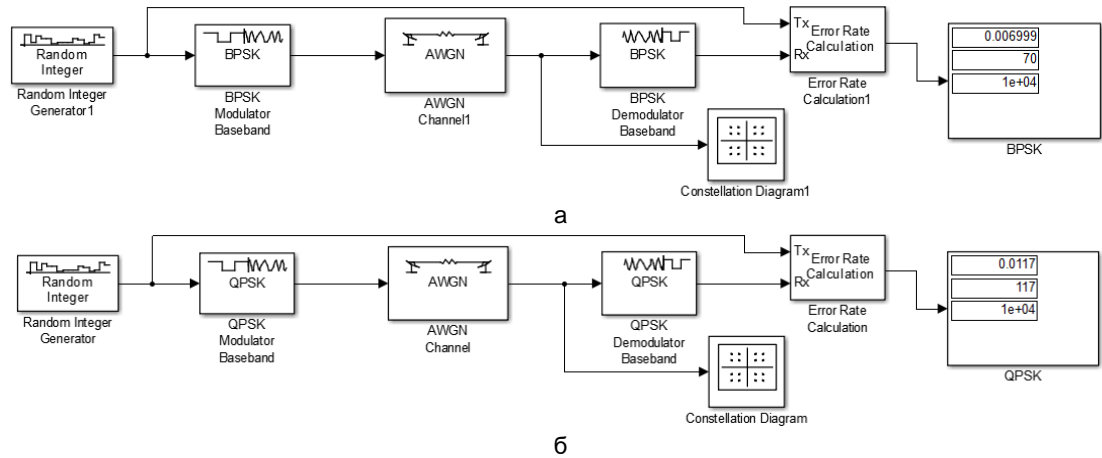 Random
Integer
Random Integer
Generator1
BPSK
BPSK
Modulator
Baseband
AWGN
AWGN
Channel1
BPSK
BPSK
Demodulator
Baseband
Constellation Diagram1
Tx
Rx
Error Rate
Calculation
Error Rate
Calculation1
0.006999
70
1e+04
BPSK
а
Random
Integer
Random Integer
Generator
QPSK
QPSK
Modulator
Baseband
AWGN
AWGN
Channel
QPSK
QPSK
Demodulator
Baseband
Constellation Diagram
Tx
Rx
Error Rate
Calculation
Error Rate
Calculation
0.0117
117
1e+04
QPSK
б